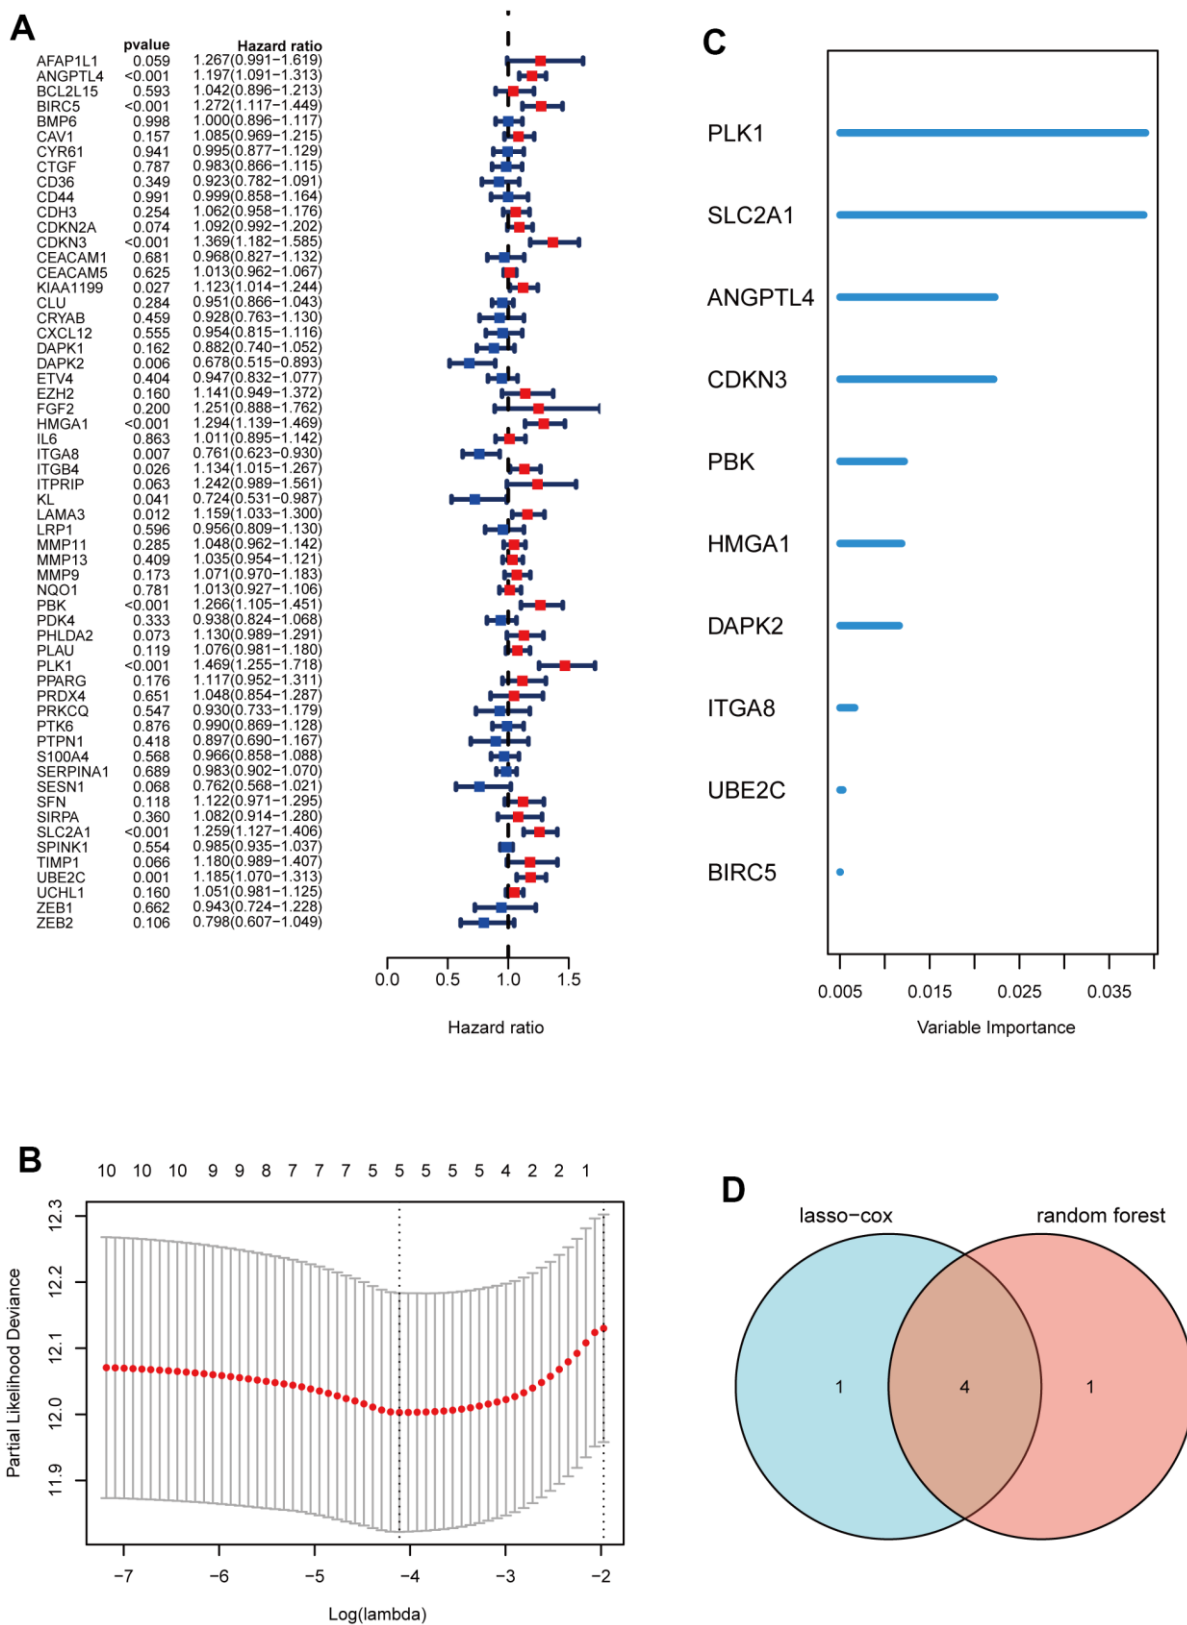 A
pvalue Hazard ratio
AFAP1L1 0.059 1.267(0.991−1.619)
ANGPTL4 <0.001 1.197(1.091−1.313)
BCL2L15 0.593 1.042(0.896−1.213)
BIRC5 <0.001 1.272(1.117−1.449)
BMP6 0.998 1.000(0.896−1.117)
CAV1 0.157 1.085(0.969−1.215)
CYR61 0.941 0.995(0.877−1.129)
CTGF 0.787 0.983(0.866−1.115)
CD36 0.349 0.923(0.782−1.091)
CD44 0.991 0.999(0.858−1.164)
CDH3 0.254 1.062(0.958−1.176)
CDKN2A 0.074 1.092(0.992−1.202)
CDKN3 <0.001 1.369(1.182−1.585)
CEACAM1 0.681 0.968(0.827−1.132)
CEACAM5 0.625 1.013(0.962−1.067)
KIAA1199 0.027 1.123(1.014−1.244)
CLU 0.284 0.951(0.866−1.043)
CRYAB 0.459 0.928(0.763−1.130)
CXCL12 0.555 0.954(0.815−1.116)
DAPK1 0.162 0.882(0.740−1.052)
DAPK2 0.006 0.678(0.515−0.893)
ETV4 0.404 0.947(0.832−1.077)
EZH2 0.160 1.141(0.949−1.372)
FGF2 0.200 1.251(0.888−1.762)
HMGA1 <0.001 1.294(1.139−1.469)
IL6 0.863 1.011(0.895−1.142)
ITGA8 0.007 0.761(0.623−0.930)
ITGB4 0.026 1.134(1.015−1.267)
ITPRIP 0.063 1.242(0.989−1.561)
KL 0.041 0.724(0.531−0.987)
LAMA3 0.012 1.159(1.033−1.300)
LRP1 0.596 0.956(0.809−1.130)
MMP11 0.285 1.048(0.962−1.142)
MMP13 0.409 1.035(0.954−1.121)
MMP9 0.173 1.071(0.970−1.183)
NQO1 0.781 1.013(0.927−1.106)
PBK <0.001 1.266(1.105−1.451)
PDK4 0.333 0.938(0.824−1.068)
PHLDA2 0.073 1.130(0.989−1.291)
PLAU 0.119 1.076(0.981−1.180)
PLK1 <0.001 1.469(1.255−1.718)
PPARG 0.176 1.117(0.952−1.311)
PRDX4 0.651 1.048(0.854−1.287)
PRKCQ 0.547 0.930(0.733−1.179)
PTK6 0.876 0.990(0.869−1.128)
PTPN1 0.418 0.897(0.690−1.167)
S100A4 0.568 0.966(0.858−1.088)
SERPINA1 0.689 0.983(0.902−1.070)
SESN1 0.068 0.762(0.568−1.021)
SFN 0.118 1.122(0.971−1.295)
SIRPA 0.360 1.082(0.914−1.280)
SLC2A1 <0.001 1.259(1.127−1.406)
SPINK1 0.554 0.985(0.935−1.037)
TIMP1 0.066 1.180(0.989−1.407)
UBE2C 0.001 1.185(1.070−1.313)
UCHL1 0.160 1.051(0.981−1.125)
ZEB1 0.662 0.943(0.724−1.228)
ZEB2 0.106 0.798(0.607−1.049)
0.0 0.5 1.0 1.5
Hazard ratio
C
PLK1
SLC2A1
ANGPTL4
CDKN3
PBK
HMGA1
DAPK2
ITGA8
UBE2C
BIRC5
0.005 0.015 0.025 0.035
Variable Importance
B
10 10 10 9 9 8 7 7 7 5 5 5 5 5 4 2 2 1
Partial Likelihood Deviance
12.3
12.2
12.1
12.0
11.9
−7 −6 −5 −4 −3 −2
Log(lambda)
D
lasso−cox random forest
1 4 1